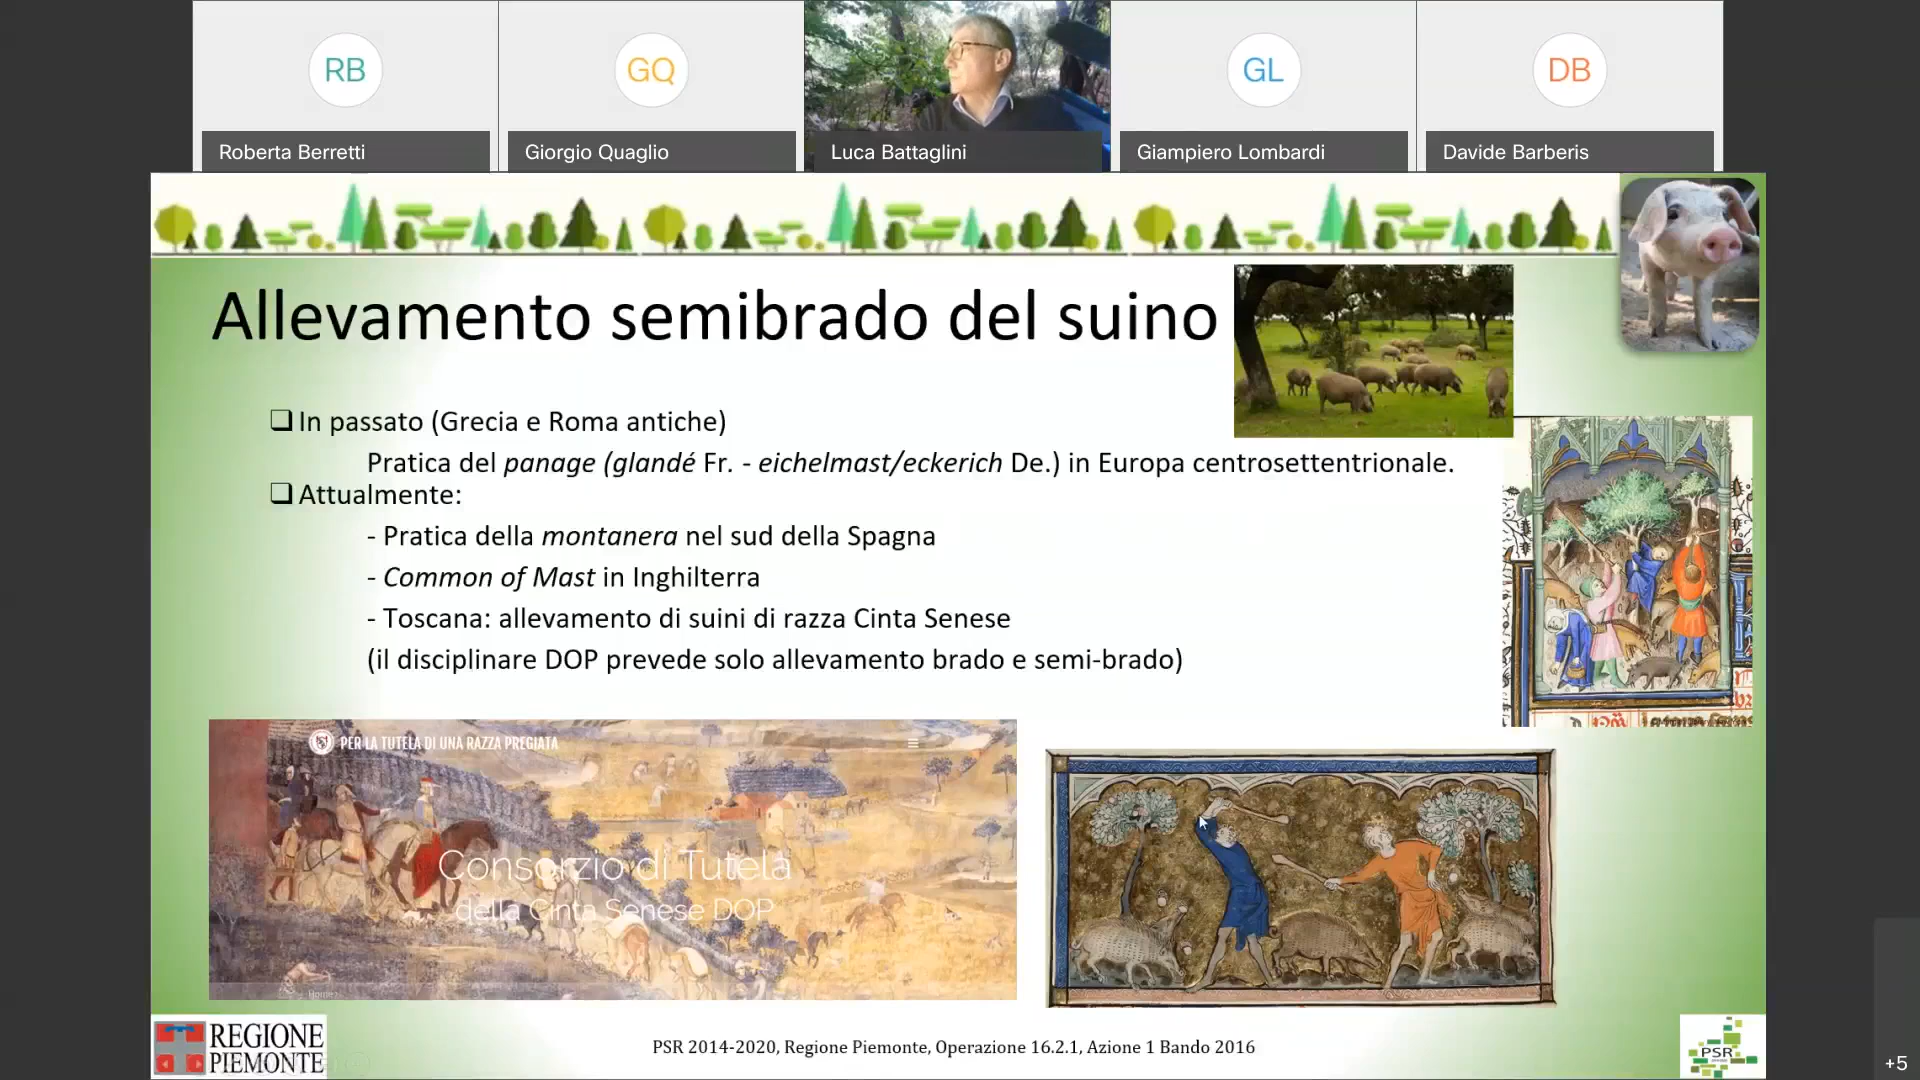 RB
GQ
GL
DB
Roberta Berretti
Giorgio Quaglio
Luca Battaglini
Giampiero Lombardi
Davide Barberis
Allevamento semibrado del suino
In passato (Grecia e Roma antiche)
Pratica del panage (glandé Fr. - eichelmast/eckerich De.) in Europa centrosettentrionale.
Attualmente:
- Pratica della montanera nel sud della Spagna
- Common of Mast in Inghilterra
- Toscana: allevamento di suini di razza Cinta Senese
(il disciplinare DOP prevede solo allevamento brado e semi-brado)
PER LA TUTELA DI UNA RAZZA PREGIATA
Consorzio di Tutela
della Cinta Senese DOP
REGIONE
PIEMONTE
PSR 2014-2020, Regione Piemonte, Operazione 16.2.1, Azione 1 Bando 2016
PSR
+5